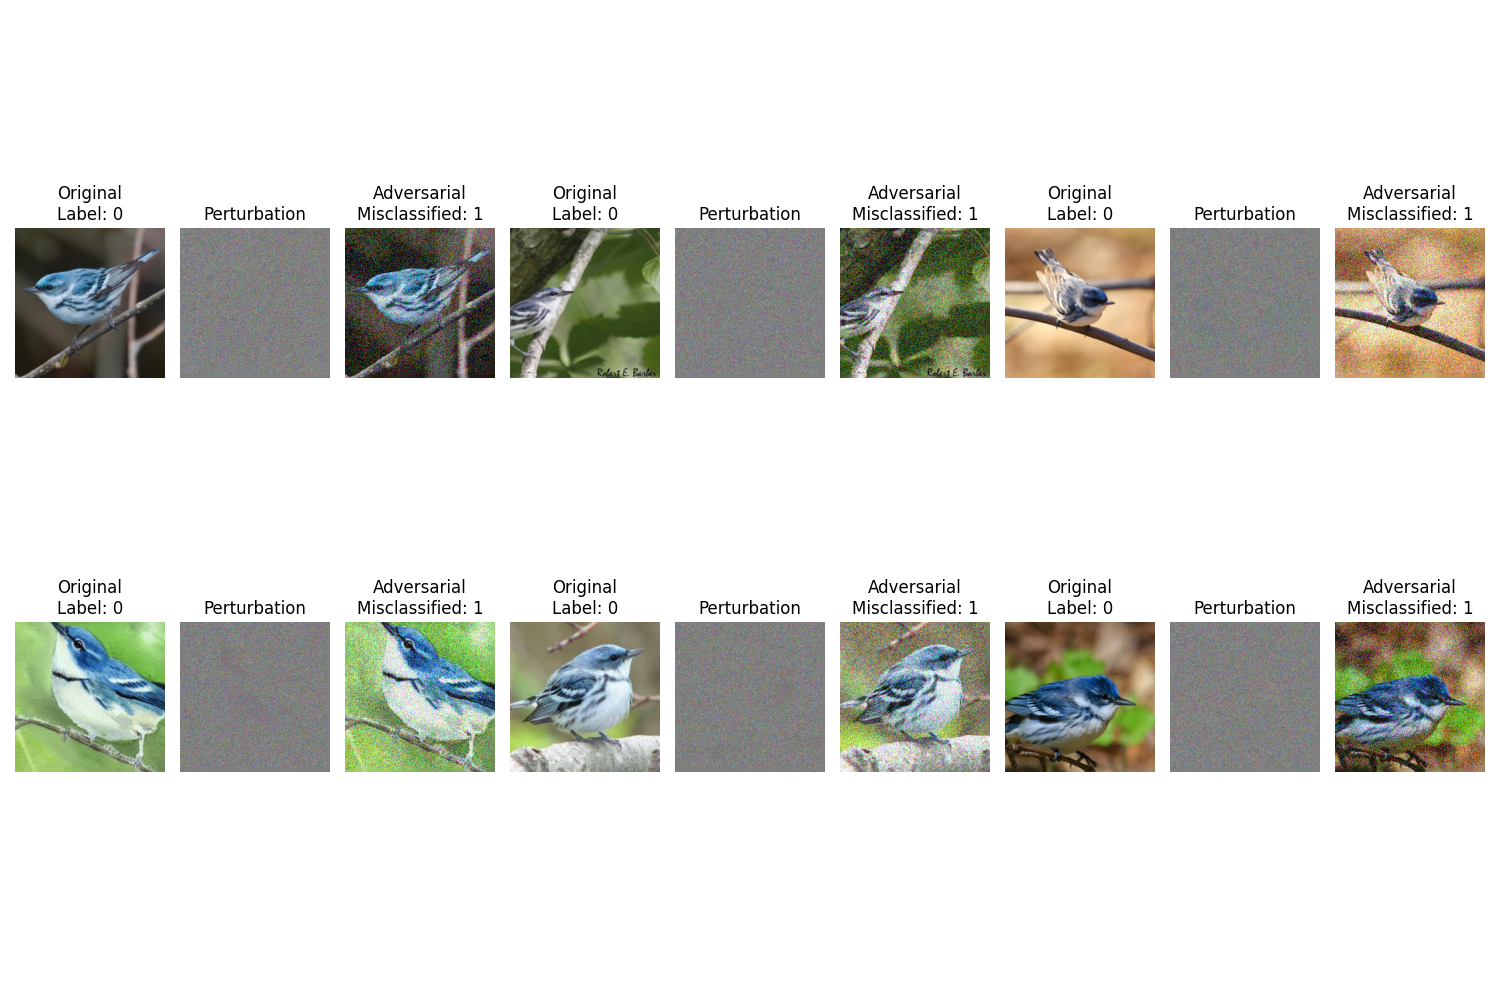 Original
Label: 0
Perturbation
Adversarial
Misclassified: 1
Original
Label: 0
Perturbation
Adversarial
Misclassified: 1
Original
Label: 0
Perturbation
Adversarial
Misclassified: 1
Robert E. Barber
Robert E. Barber
Original
Label: 0
Perturbation
Adversarial
Misclassified: 1
Original
Label: 0
Perturbation
Adversarial
Misclassified: 1
Original
Label: 0
Perturbation
Adversarial
Misclassified: 1